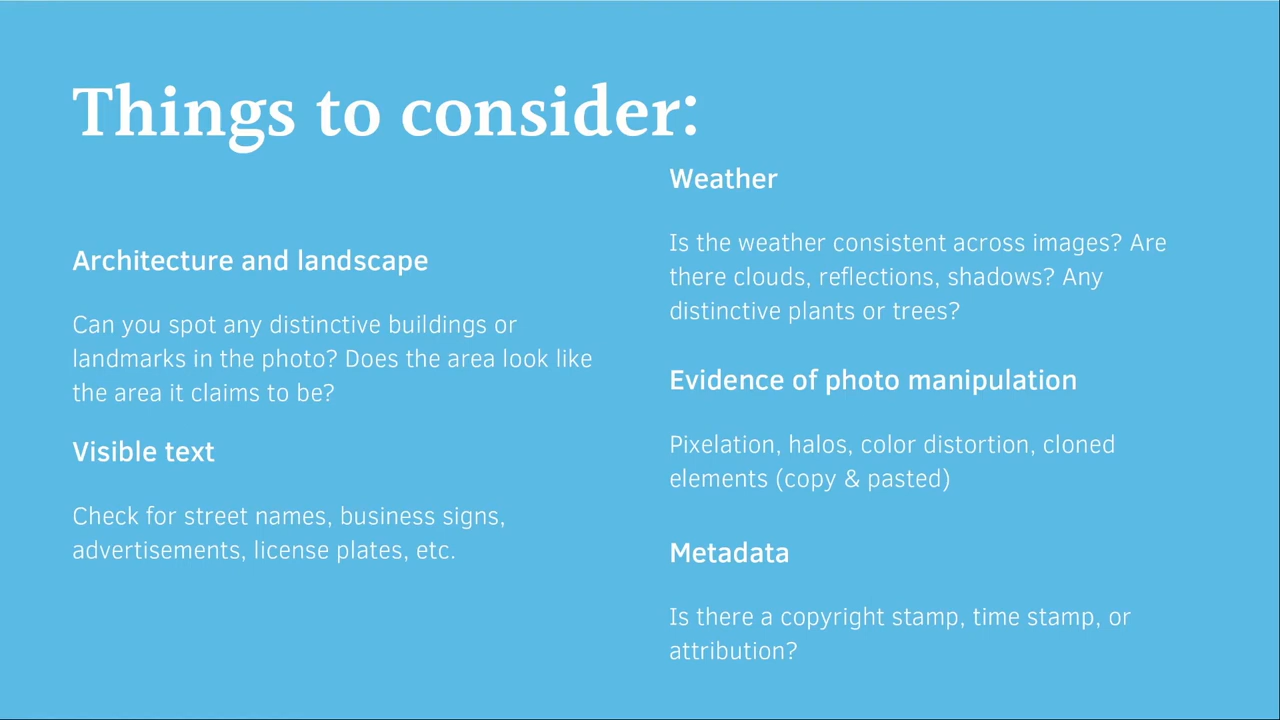 Things to consider:
Architecture and landscape
Can you spot any distinctive buildings or
landmarks in the photo? Does the area look like
the area it claims to be?
Visible text
Check for street names, business signs,
advertisements, license plates, etc.
Weather
Is the weather consistent across images? Are
there clouds, reflections, shadows? Any
distinctive plants or trees?
Evidence of photo manipulation
Pixelation, halos, color distortion, cloned
elements (copy & pasted)
Metadata
Is there a copyright stamp, time stamp, or
attribution?